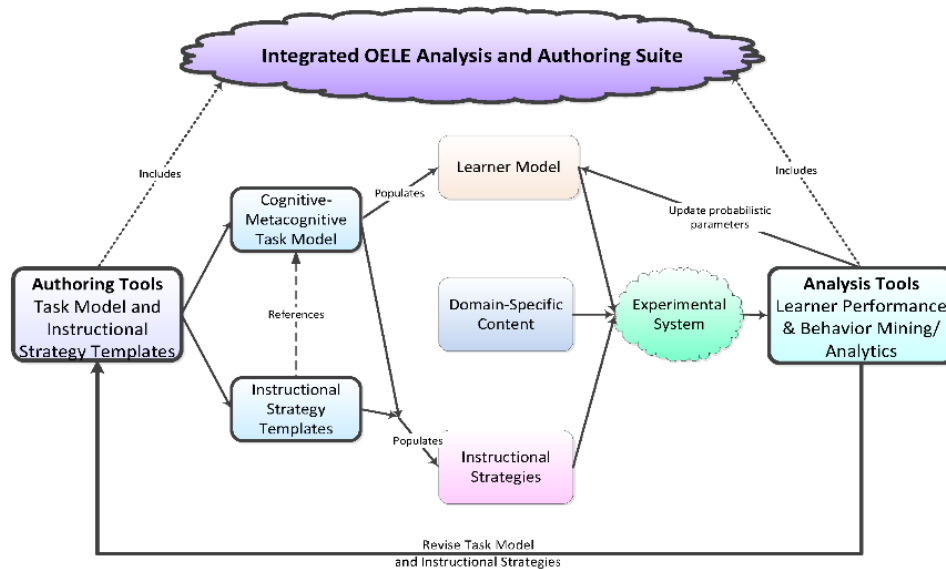 Integrated OELE Analysis and Authoring Suite
Includes
Includes
Learner Model
Populates
Cognitive-
Metacognitive
Task Model
Update probabilistic
parameters
Authoring Tools
Task Model and
Instructional
Strategy Templates
References
Domain-Specific
Content
Experimental
System
Analysis Tools
Learner Performance
& Behavior Mining/
Analytics
Instructional
Strategy
Templates
Populates
Instructional
Strategies
Revise Task Model
and Instructional Strategies